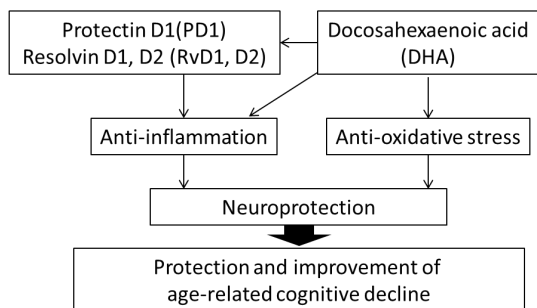 Protectin D1(PD1)
Resolvin D1, D2 (RvD1, D2)
Docosahexaenoic acid
(DHA)
Anti-inflammation
Anti-oxidative stress
Neuroprotection
Protection and improvement of
age-related cognitive decline